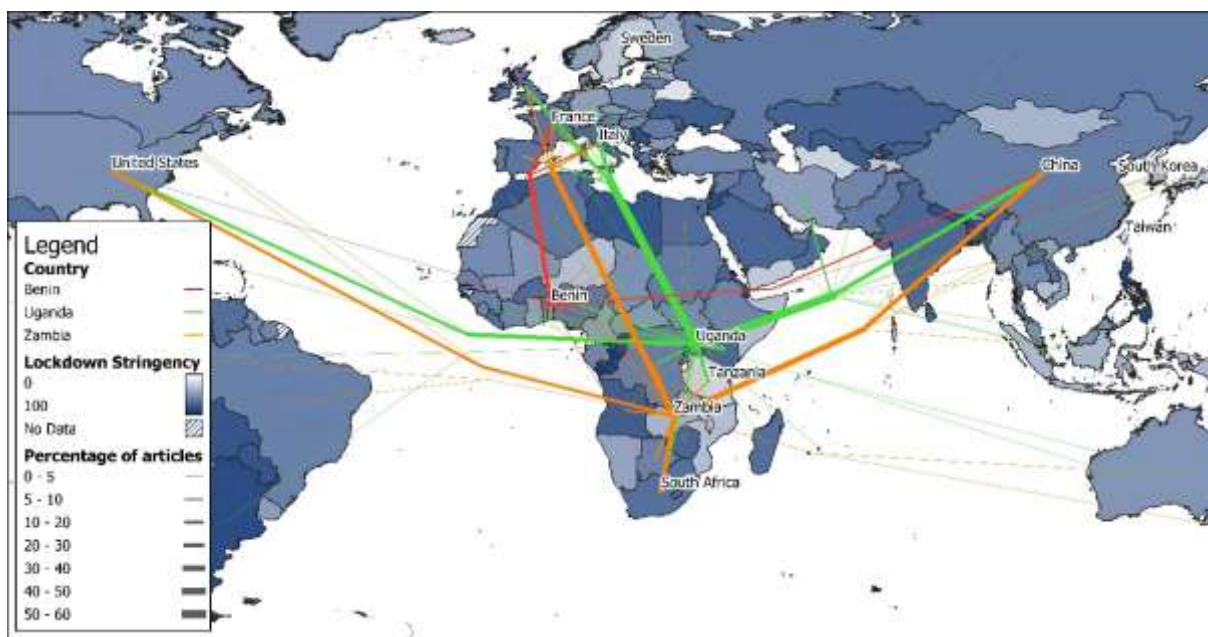 Sweden
France
Italy
United States
China
South Korea
Taiwan
Legend
Country
Benin
Uganda
Zambia
Lockdown Stringency
0
100
No Data
Percentage of articles
0 - 5
5 - 10
10 - 20
20 - 30
30 - 40
40 - 50
50 - 60
Benin
Uganda
Tanzania
Zambia
South Africa